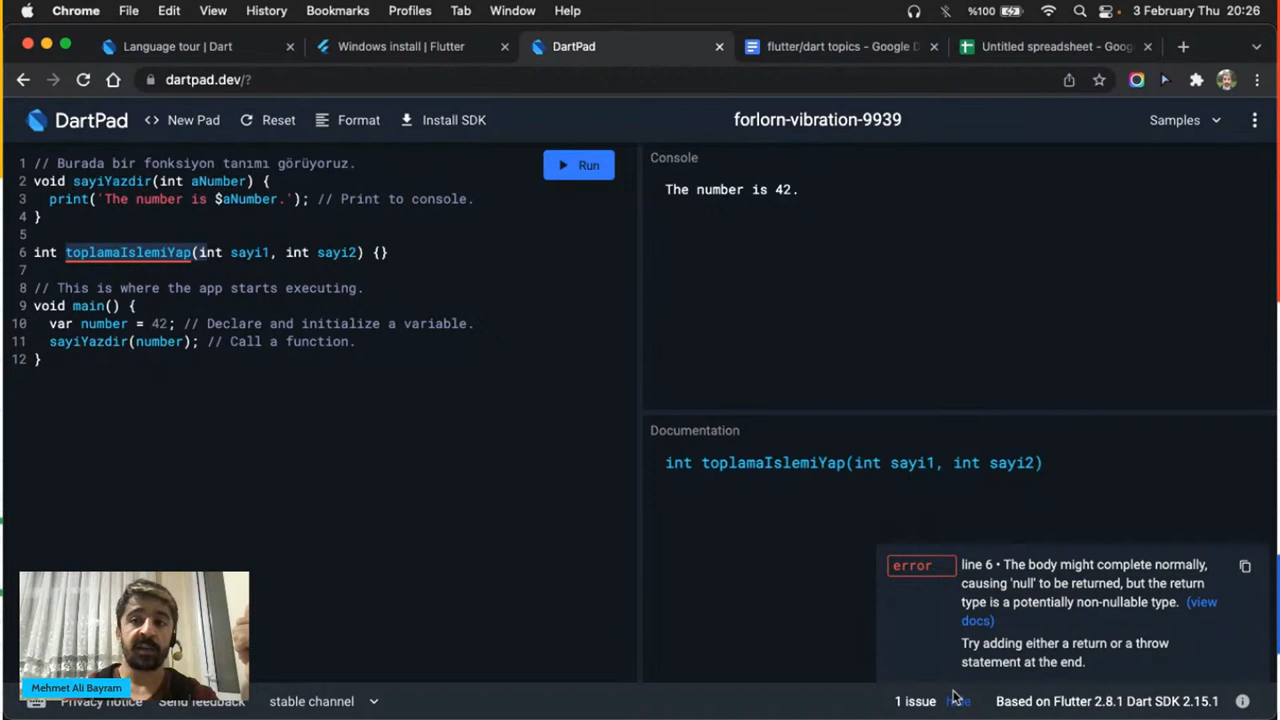 Chrome File Edit View History Bookmarks Profiles Tab Window Help %100 3 February Thu 20:26
Language tour | Dart
Windows install | Flutter
DartPad
flutter/dart topics - Google D
Untitled spreadsheet - Goog
dartpad.dev/?
DartPad
<> New Pad
Reset
Format
Install SDK
forlorn-vibration-9939
Samples
Run
1 // Burada bir fonksiyon tanımı görüyoruz.
2 void sayiYazdir(int aNumber) {
3 print('The number is $aNumber.'); // Print to console.
4 }
5
6 int toplamaIslemiYap(int sayi1, int sayi2) {}
7
8 // This is where the app starts executing.
9 void main() {
10 var number = 42; // Declare and initialize a variable.
11 sayiYazdir(number); // Call a function.
12 }
Console
The number is 42.
Documentation
int toplamaIslemiYap(int sayi1, int sayi2)
error
line 6 • The body might complete normally,
causing 'null' to be returned, but the return
type is a potentially non-nullable type. (view
docs)
Try adding either a return or a throw
statement at the end.
Mehmet Ali Bayram
Privacy notice
Send feedback
stable channel
1 issue
hide
Based on Flutter 2.8.1 Dart SDK 2.15.1